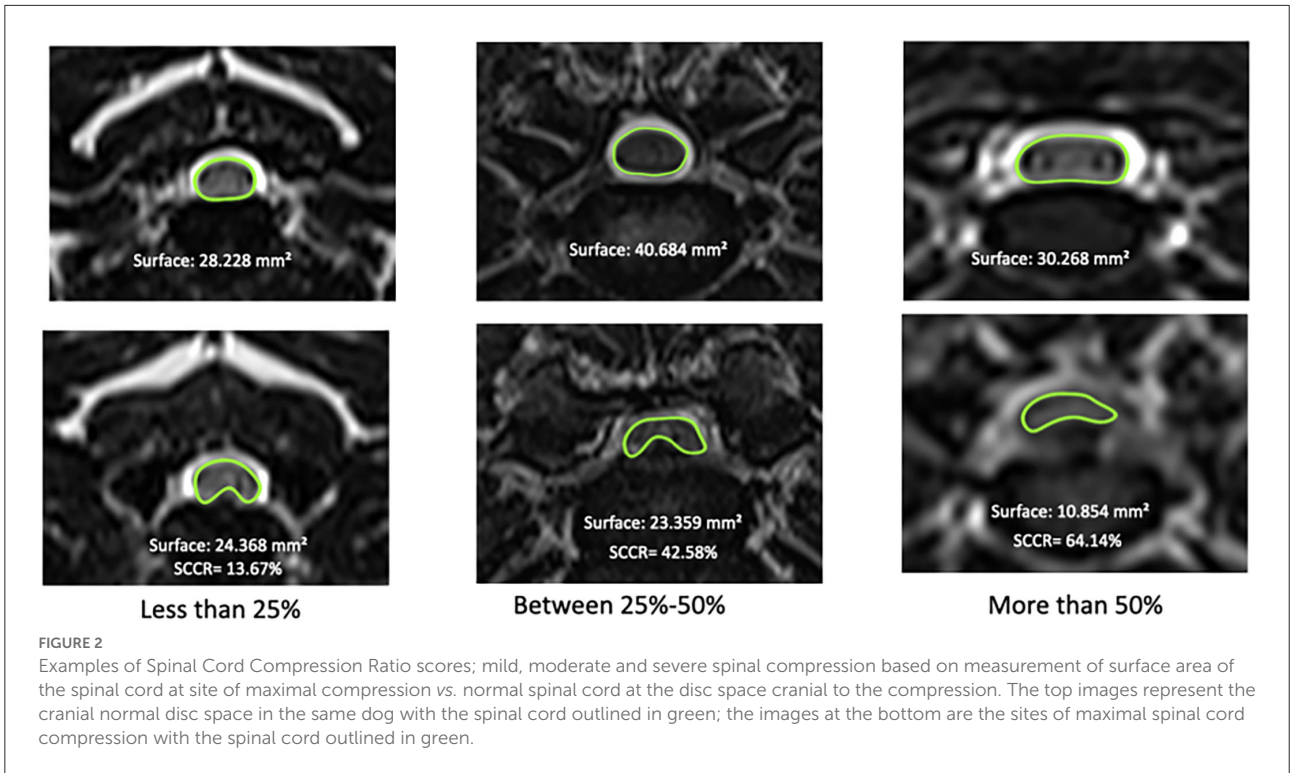 Surface: 28.228 mm²
Surface: 40.684 mm²
Surface: 30.268 mm²
Surface: 24.368 mm²
SCCR= 13.67%
Surface: 23.359 mm²
SCCR= 42.58%
Surface: 10.854 mm²
SCCR= 64.14%
Less than 25%
Between 25%-50%
More than 50%
FIGURE 2
Examples of Spinal Cord Compression Ratio scores; mild, moderate and severe spinal compression based on measurement of surface area of
the spinal cord at site of maximal compression vs. normal spinal cord at the disc space cranial to the compression. The top images represent the
cranial normal disc space in the same dog with the spinal cord outlined in green; the images at the bottom are the sites of maximal spinal cord
compression with the spinal cord outlined in green.